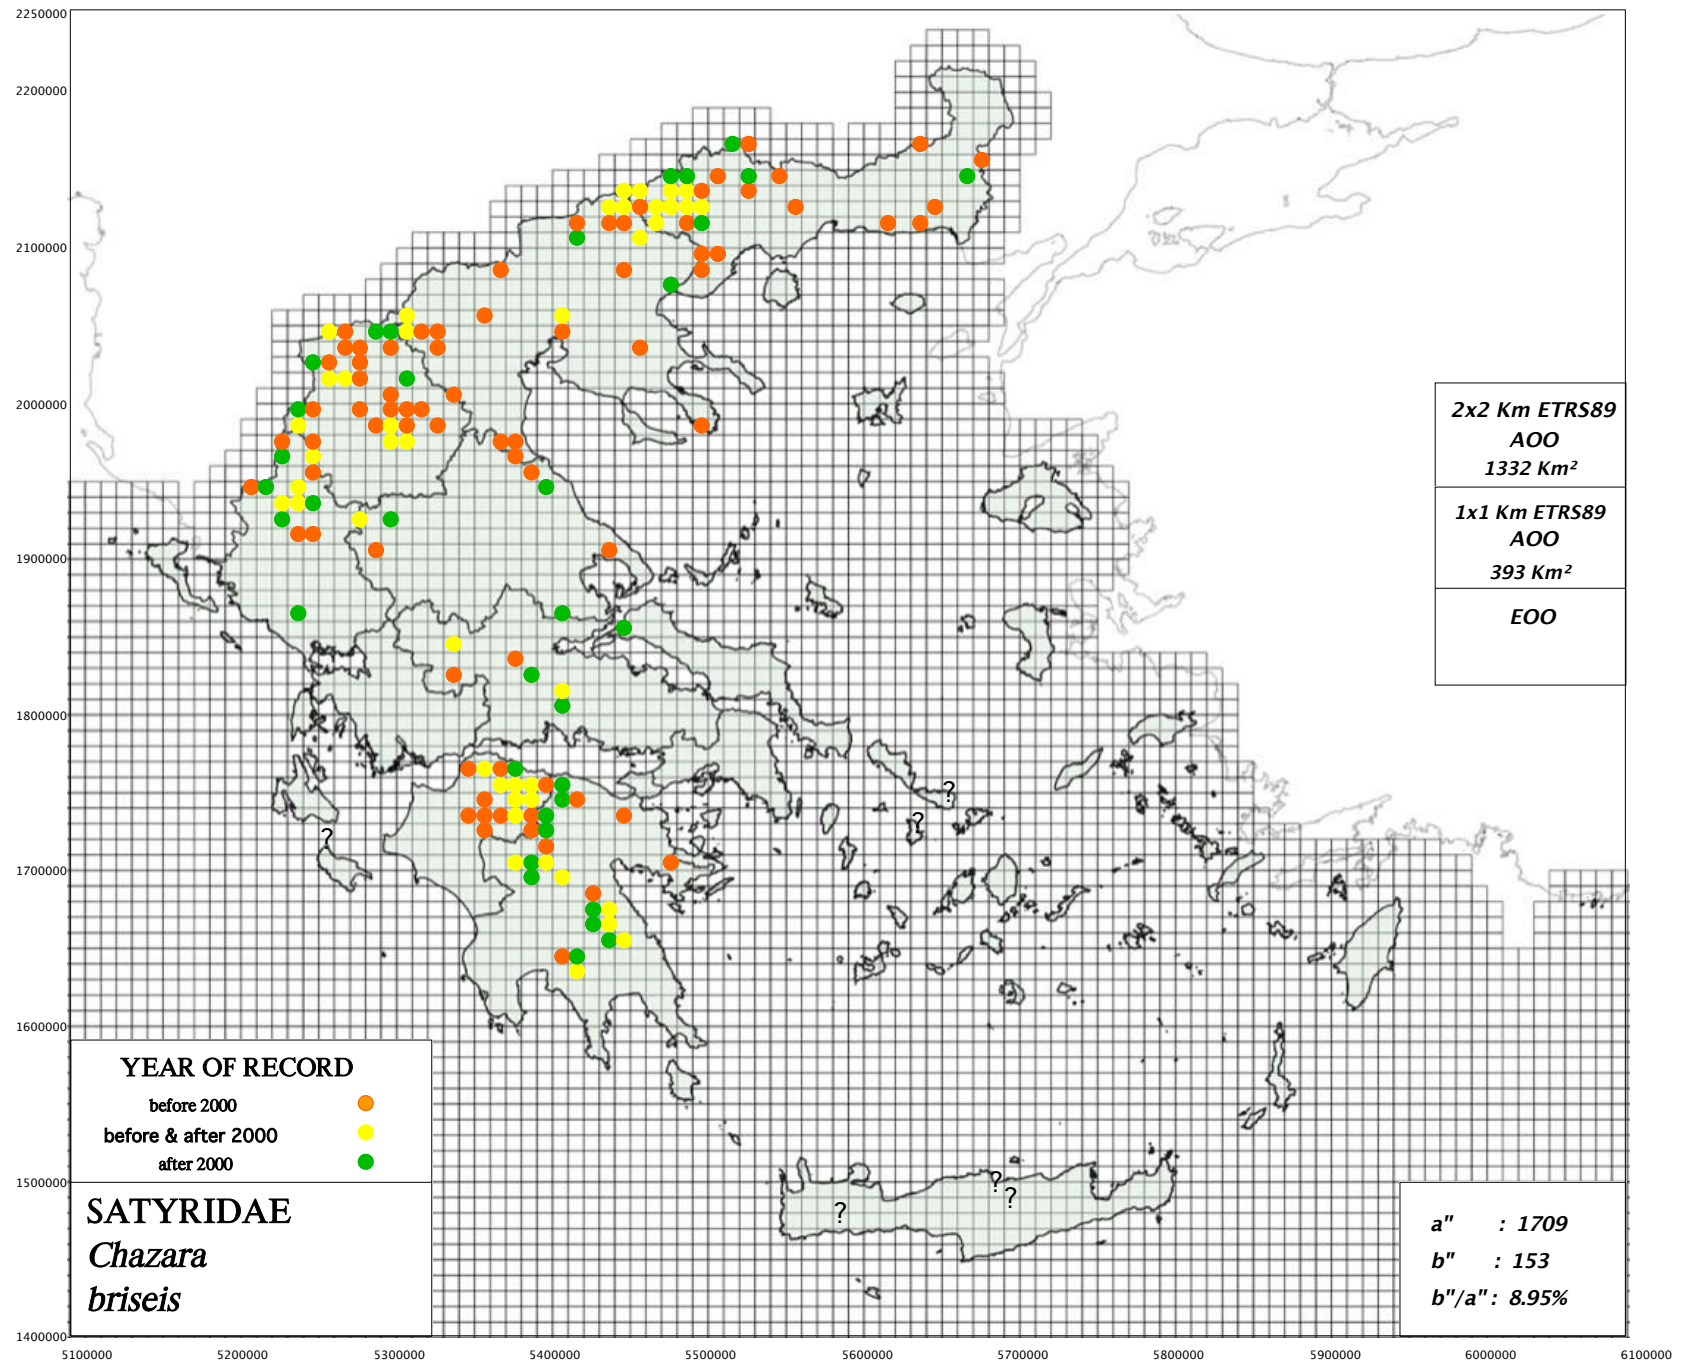 2250000
2200000
2100000
2000000
1900000
1800000
1700000
1600000
1500000
1400000
2x2 Km ETRS89
AOO
1332 Km²
1x1 Km ETRS89
AOO
393 Km²
EOO
?
?
?
?
?
?
YEAR OF RECORD
before 2000
before & after 2000
after 2000
SATYRIDAE
Chazara
briseis
a" : 1709
b" : 153
b"/a" : 8.95%
5100000 5200000 5300000 5400000 5500000 5600000 5700000 5800000 5900000 6000000 6100000